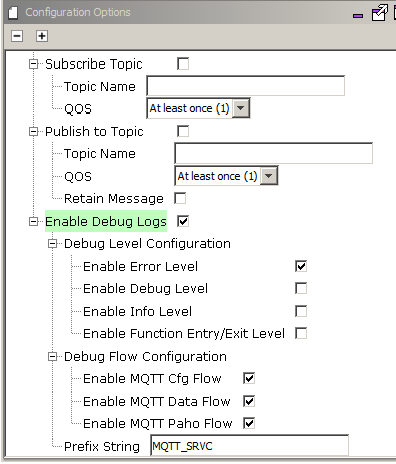 Configuration Options
Subscribe Topic
Topic Name
QOS At least once (1)
Publish to Topic
Topic Name
QOS At least once (1)
Retain Message
Enable Debug Logs
Debug Level Configuration
Enable Error Level
Enable Debug Level
Enable Info Level
Enable Function Entry/Exit Level
Debug Flow Configuration
Enable MQTT Cfg Flow
Enable MQTT Data Flow
Enable MQTT Paho Flow
Prefix String MQTT_SRVC